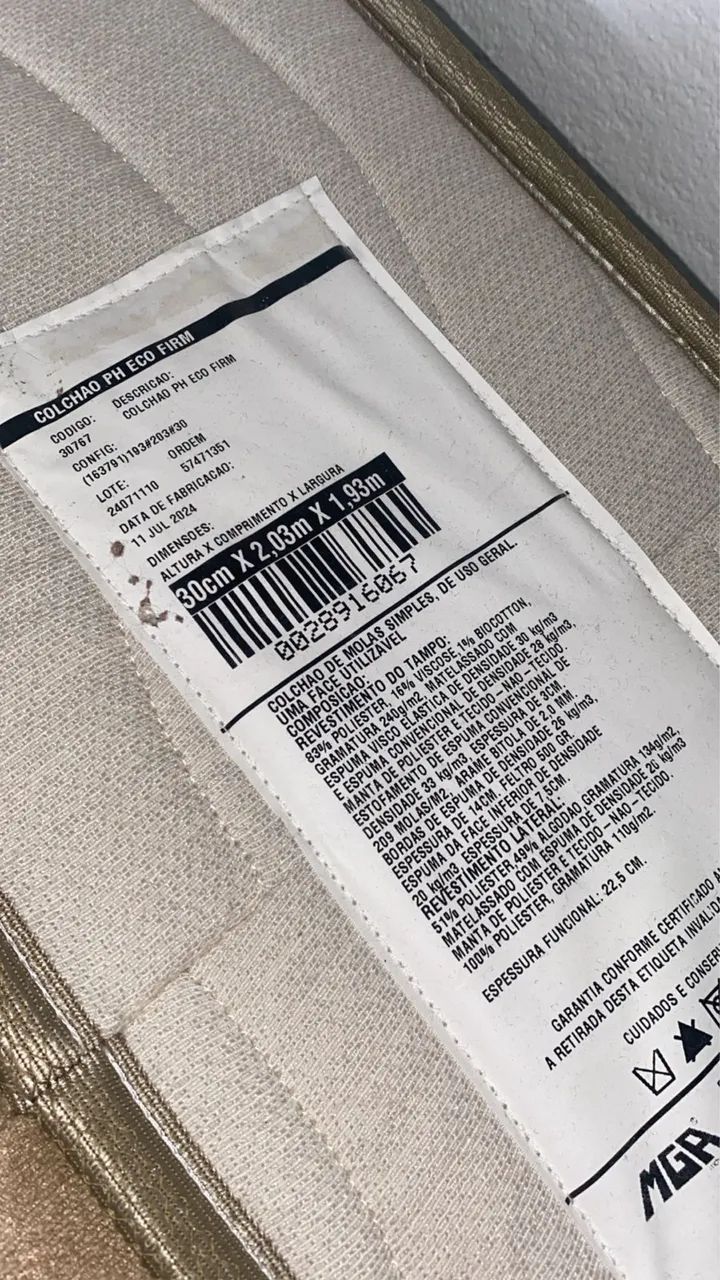 COLCHAO PH ECO FIRM
CODIGO: DESCRICAO:
30767 COLCHAO PH ECO FIRM
CONFIG:
(163791)193#203#30
LOTE: ORDEM
24071110 57471351
DATA DE FABRICACAO:
11 JUL 2024
DIMENSOES:
ALTURA X COMPRIMENTO X LARGURA
30cm X 2,03m X 1,93m
0028916067
COLCHAO DE MOLAS SIMPLES, DE USO GERAL.
UMA FACE UTILIZÁVEL
COMPOSIÇÃO:
REVESTIMENTO DO TAMPO:
83% POLIESTER, 16% VISCOSE, 1% BIOCOTTON,
GRAMATURA 240g/m2, MATELASSADO COM
ESPUMA VISCO ELASTICA DE DENSIDADE 30 kg/m3
E ESPUMA CONVENCIONAL DE DENSIDADE 28 kg/m3,
MANTA DE POLIESTER E TECIDO-NAO-TECIDO
ESTOFAMENTO DE ESPUMA CONVENCIONAL DE
DENSIDADE 33 kg/m3, ESPESSURA DE 3CM.
209 MOLAS/M2, ARAME BITOLA DE 2,0 MM.
BORDAS DE ESPUMA DE DENSIDADE 26 kg/m3,
ESPESSURA DE 14CM. FELTRO 500 GR.
ESPUMA DA FACE INFERIOR DE DENSIDADE
20 kg/m3, ESPESSURA DE 7,5CM.
REVESTIMENTO LATERAL:
51% POLIESTER,49% ALGODAO, GRAMATURA 134g/m2,
MATELASSADO COM ESPUMA DE DENSIDADE 20 kg/m3
MANTA DE POLIESTER E TECIDO-NAO-TECIDO.
100% POLIESTER, GRAMATURA 110g/m2.
ESPESSURA FUNCIONAL: 22,5 CM.
GARANTIA CONFORME CERTIFICADO
A RETIRADA DESTA ETIQUETA
CUIDADOS E
MGA